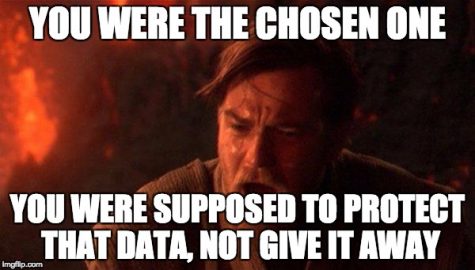 YOU WERE THE CHOSEN ONE
YOU WERE SUPPOSED TO PROTECT
THAT DATA, NOT GIVE IT AWAY
imgflip.com